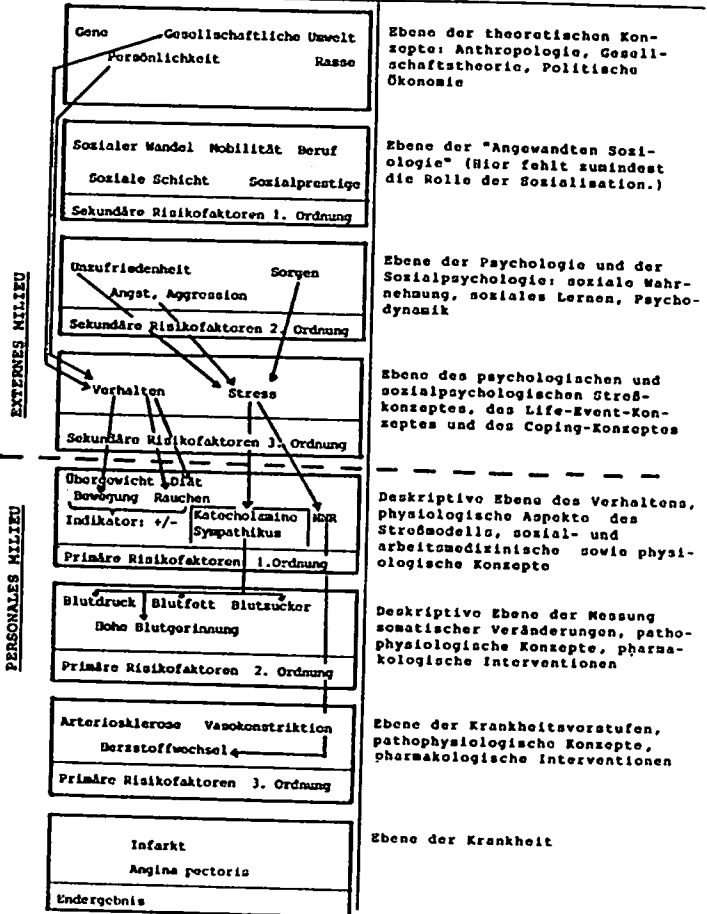 Gene Gesellschaftliche Umwelt
Persönlichkeit Rasse
Ebene der theoretischen Kon-
zepte: Anthropologie, Gesell-
schaftstheorie, Politische
Ökonomie
Sozialer Wandel Mobilität Beruf
Soziale Schicht Sozialprestige
Sekundäre Risikofaktoren 1. Ordnung
Ebene der "Angewandten Sozi-
ologie" (Hier fehlt zumindest
die Rolle der Sozialisation.)
EXTERNES MILIEU
Unzufriedenheit Sorgen
Angst, Aggression
Sekundäre Risikofaktoren 2. Ordnung
Ebene der Psychologie und der
Sozialpsychologie: soziale Wahr-
nehmung, soziales Lernen, Psycho-
dynamik
Verhalten Stress
Sekundäre Risikofaktoren 3. Ordnung
Ebene des psychologischen und
sozialpsychologischen Streß-
konzeptes, des Life-Event-Kon-
zeptes und des Coping-Konzeptes
PERSONALES MILIEU
Übergewicht Diät
Bewegung Rauchen
Indikator: +/-
Katecholamine NNR
Sympathikus
Primäre Risikofaktoren 1.Ordnung
Deskriptive Ebene des Verhaltens,
physiologische Aspekte des
Streßmodells, sozial- und
arbeitsmedizinische sowie physi-
ologische Konzepte
Blutdruck Blutfett Blutzucker
Hohe Blutgerinnung
Primäre Risikofaktoren 2. Ordnung
Deskriptive Ebene der Messung
somatischer Veränderungen, patho-
physiologische Konzepte, pharma-
kologische Interventionen
Arteriosklerose Vasokonstriktion
Herzstoffwechsel
Primäre Risikofaktoren 3. Ordnung
Ebene der Krankheitsvorstufen,
pathophysiologische Konzepte,
pharmakologische Interventionen
Infarkt
Angina pectoris
Endergebnis
Ebene der Krankheit